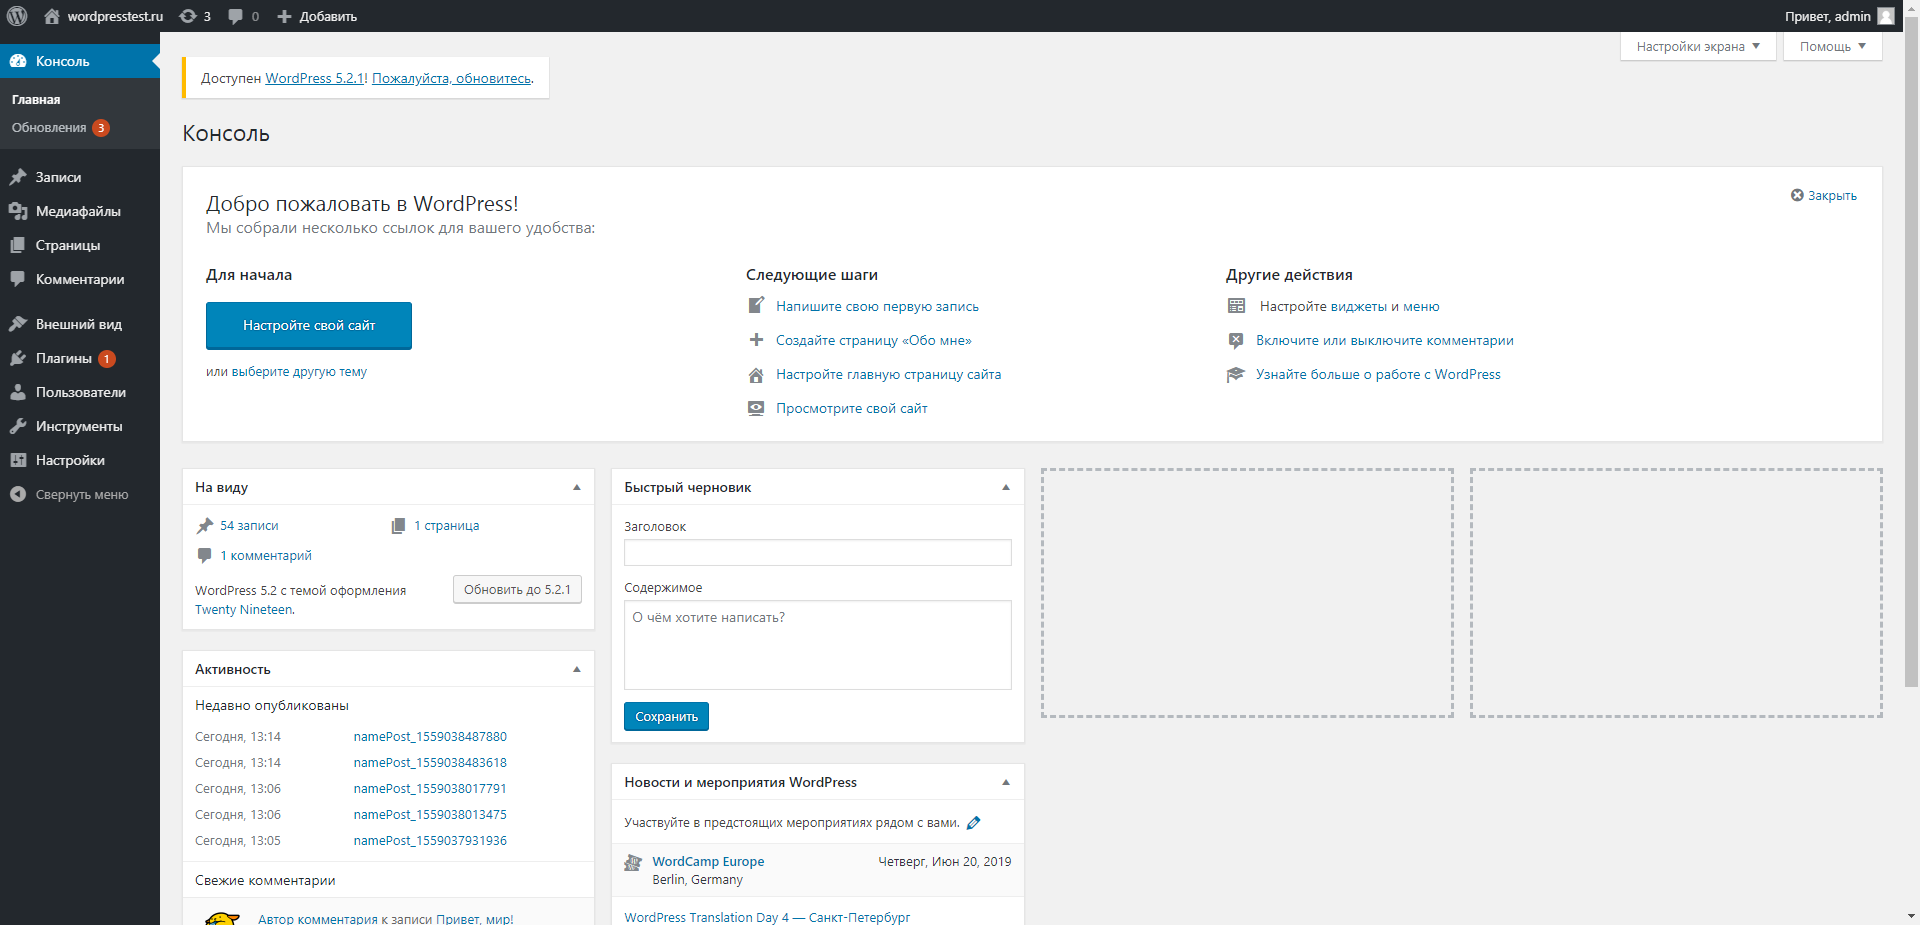 wordpresstest.ru 3 0 Добавить Привет, admin
Настройки экрана Помощь
Консоль
Главная
Обновления 3
Записи
Медиафайлы
Страницы
Комментарии
Внешний вид
Плагины 1
Пользователи
Инструменты
Настройки
Свернуть меню
Доступен WordPress 5.2.1! Пожалуйста, обновитесь.
Консоль
Добро пожаловать в WordPress!
Закрыть
Мы собрали несколько ссылок для вашего удобства:
Для начала
Настройте свой сайт
или выберите другую тему
Следующие шаги
Напишите свою первую запись
Создайте страницу «Обо мне»
Настройте главную страницу сайта
Просмотрите свой сайт
Другие действия
Настройте виджеты и меню
Включите или выключите комментарии
Узнайте больше о работе с WordPress
На виду
54 записи 1 страница
1 комментарий
WordPress 5.2 с темой оформления
Twenty Nineteen.
Обновить до 5.2.1
Активность
Недавно опубликованы
Сегодня, 13:14 namePost_1559038487880
Сегодня, 13:14 namePost_1559038483618
Сегодня, 13:06 namePost_1559038017791
Сегодня, 13:06 namePost_1559038013475
Сегодня, 13:05 namePost_1559037931936
Свежие комментарии
Автор комментария к записи Привет, мир!
Быстрый черновик
Заголовок
Содержимое
О чём хотите написать?
Сохранить
Новости и мероприятия WordPress
Участвуйте в предстоящих мероприятиях рядом с вами.
WordCamp Europe Четверг, Июн 20, 2019
Berlin, Germany
WordPress Translation Day 4 — Санкт-Петербург